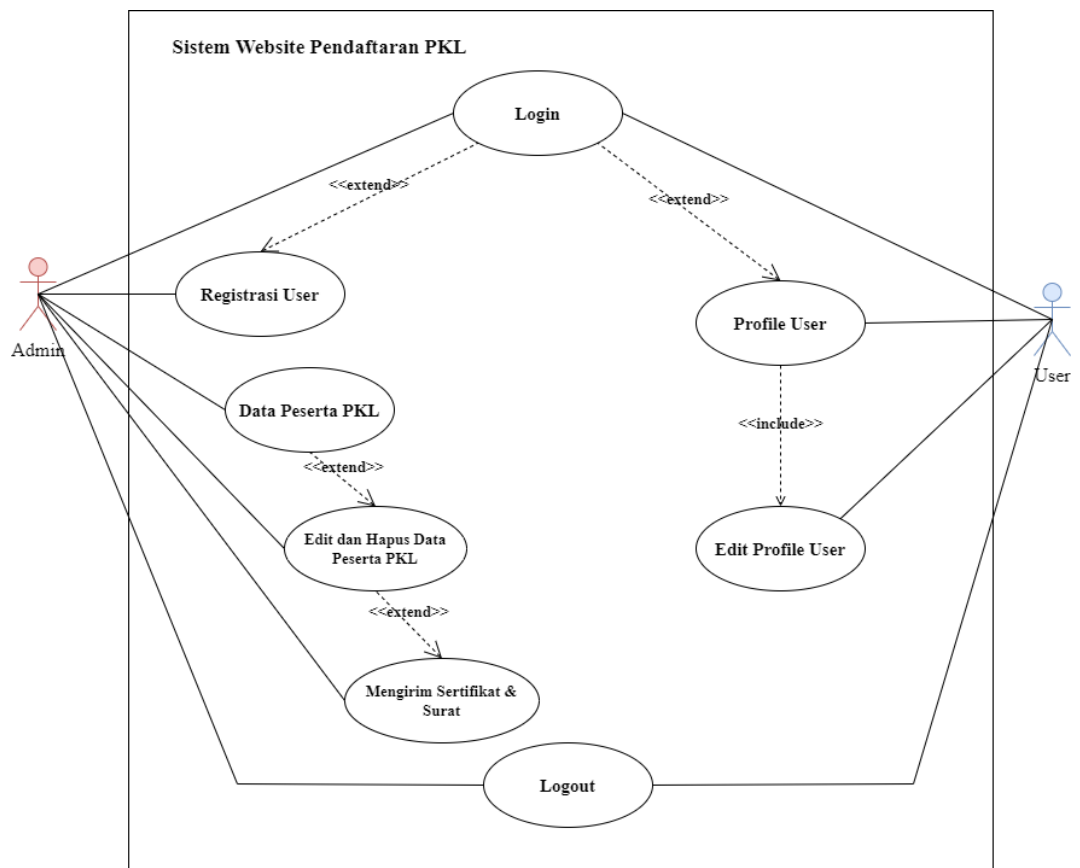 Sistem Website Pendaftaran PKL
Login
<<extend>>
<<extend>>
Registrasi User
Profile User
Admin
User
Data Peserta PKL
<<include>>
<<extend>>
Edit dan Hapus Data
Peserta PKL
Edit Profile User
<<extend>>
Mengirim Sertifikat &
Surat
Logout